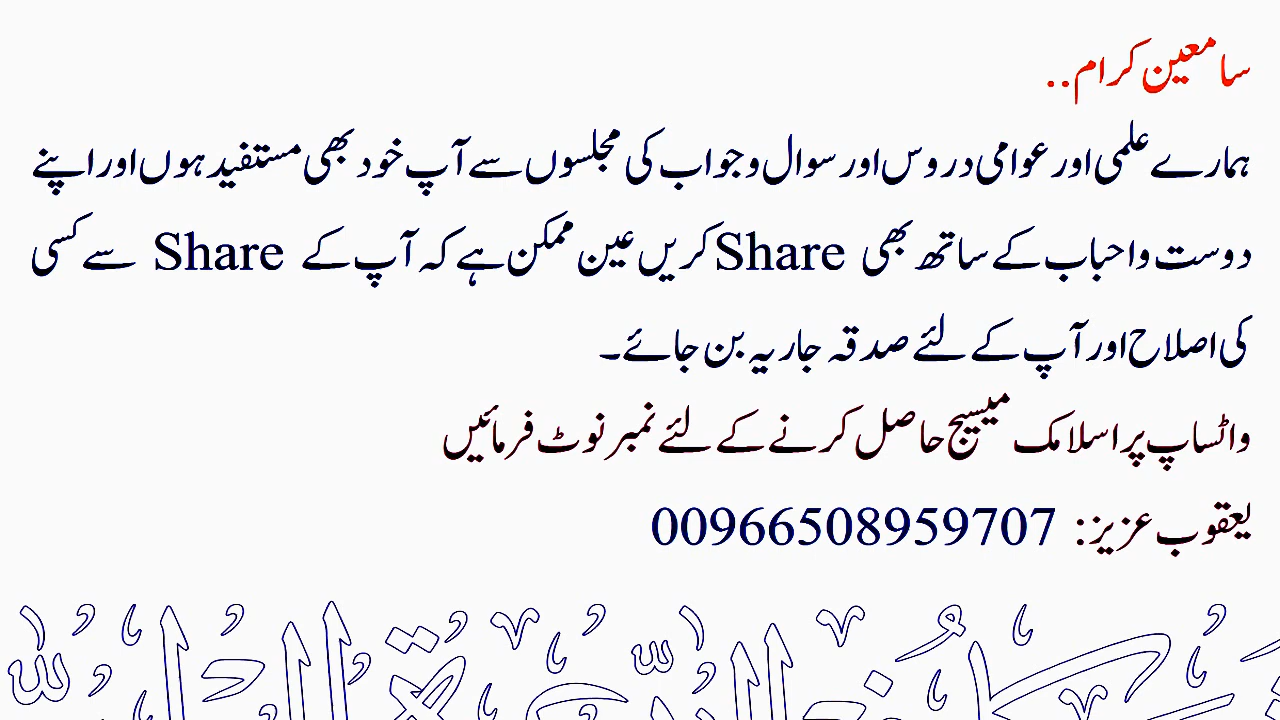 سامعین کرام..
ہمارے علمی اور عوامی دروس اور سوال وجواب کی مجلسوں سے آپ خود بھی مستفید ہوں اور اپنے
دوست واحباب کے ساتھ بھی Share کریں عین ممکن ہے کہ آپ کے Share سے کسی
کی اصلاح اور آپ کے لئے صدقہ جاریہ بن جائے۔
واٹساپ پر اسلامک میسیج حاصل کرنے کے لئے نمبر نوٹ فرمائیں
یعقوب عزیز: 00966508959707